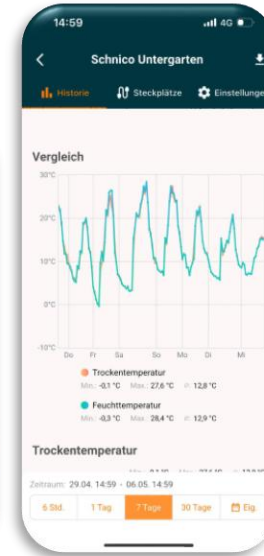 14:59
4G
Schnico Untergarten
Historie Steckplätze Einstellunge
Vergleich
30°C
20°C
10°C
0°C
-10°C
Do Fr Sa So Mo Di Mi
Trockentemperatur
Min.: -0,1 °C Max.: 27,6 °C ⌀: 12,8 °C
Feuchttemperatur
Min.: -0,3 °C Max.: 28,4 °C ⌀: 12,9 °C
Trockentemperatur
Zeitraum: 29.04. 14:59 - 06.05. 14:59
6 Std. 1 Tag 7 Tage 30 Tage Eig.